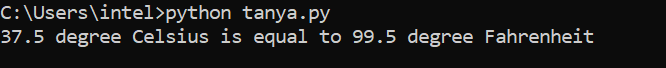 C:\Users\intel>python tanya.py
37.5 degree Celsius is equal to 99.5 degree Fahrenheit